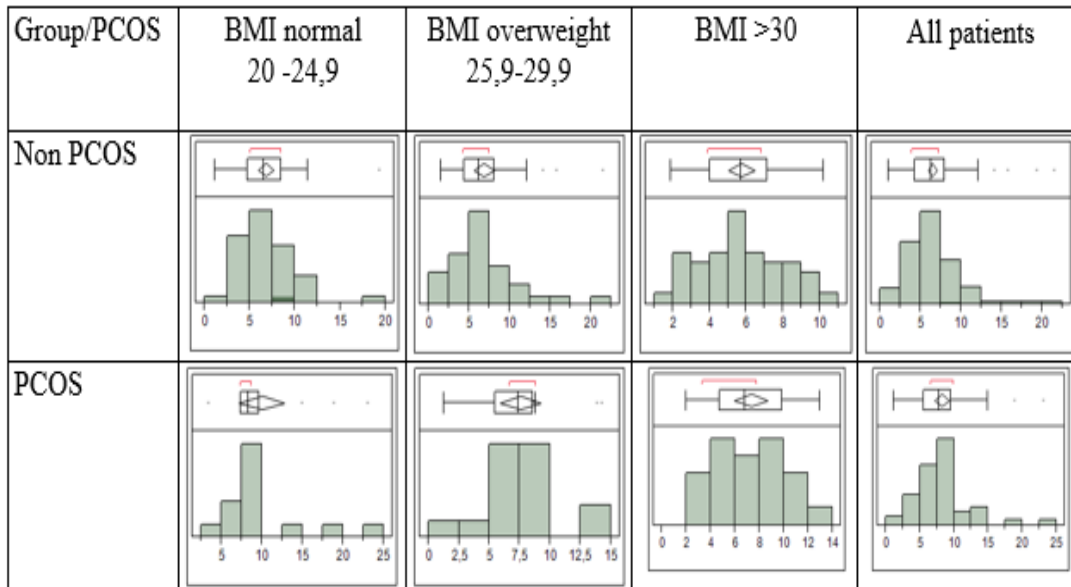 Group/PCOS
BMI normal
20 -24,9
BMI overweight
25,9-29,9
BMI >30
All patients
Non PCOS
0 5 10 15 20
0 5 10 15 20
2 4 6 8 10
0 5 10 15 20
PCOS
5 10 15 20 25
0 2,5 5 7,5 10 12,5 15
0 2 4 6 8 10 12 14
0 5 10 15 20 25